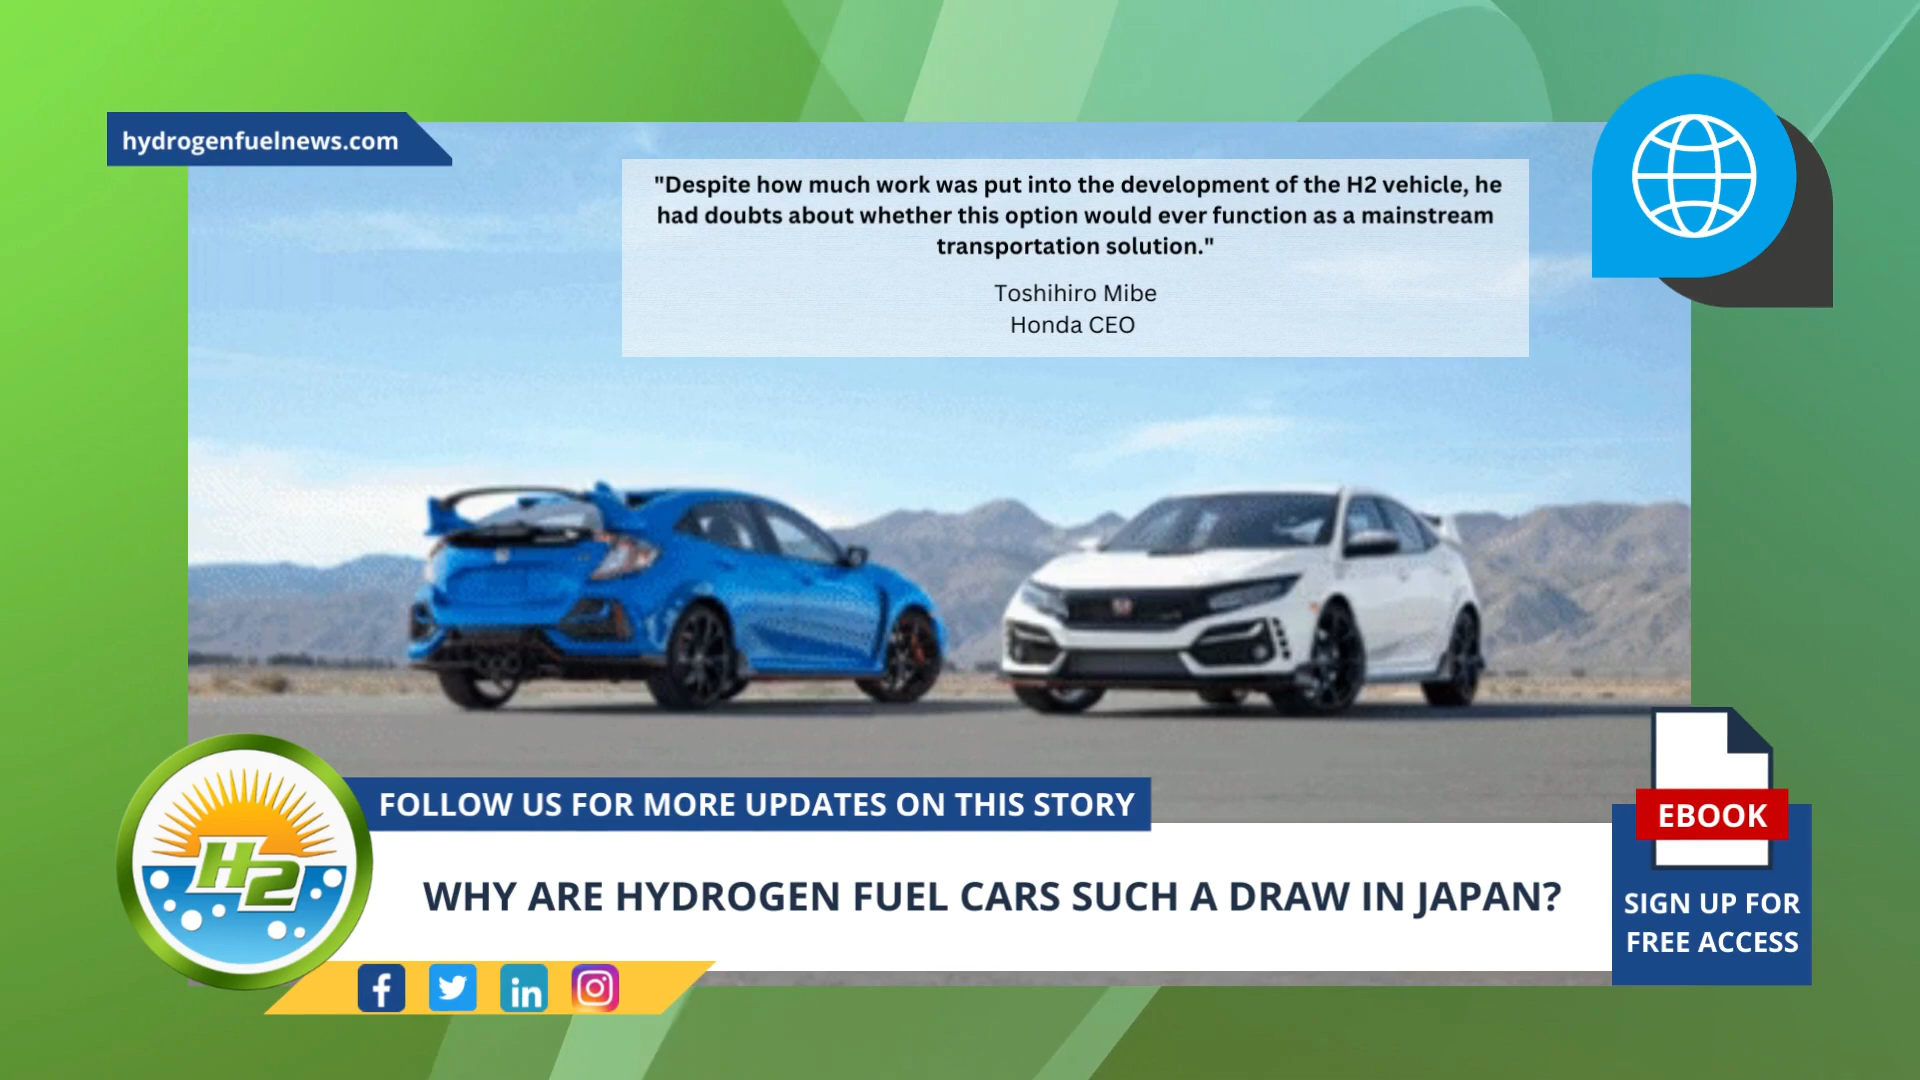 hydrogenfuelnews.com
"Despite how much work was put into the development of the H2 vehicle, he
had doubts about whether this option would ever function as a mainstream
transportation solution."
Toshihiro Mibe
Honda CEO
FOLLOW US FOR MORE UPDATES ON THIS STORY
H2
WHY ARE HYDROGEN FUEL CARS SUCH A DRAW IN JAPAN?
EBOOK
SIGN UP FOR
FREE ACCESS
f
in